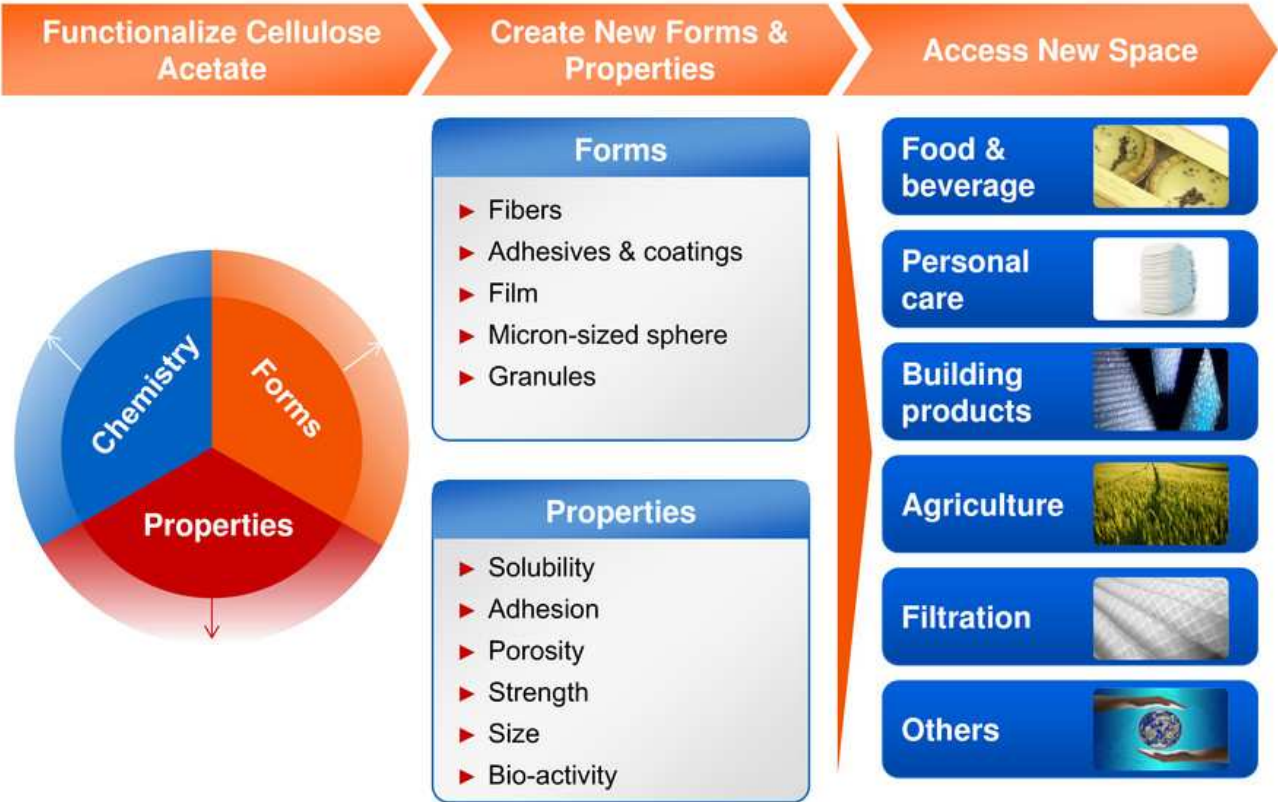 Functionalize Cellulose
Acetate
Create New Forms &
Properties
Access New Space
Chemistry
Forms
Properties
Forms
► Fibers
► Adhesives & coatings
► Film
► Micron-sized sphere
► Granules
Properties
► Solubility
► Adhesion
► Porosity
► Strength
► Size
► Bio-activity
Food &
beverage
Personal
care
Building
products
Agriculture
Filtration
Others